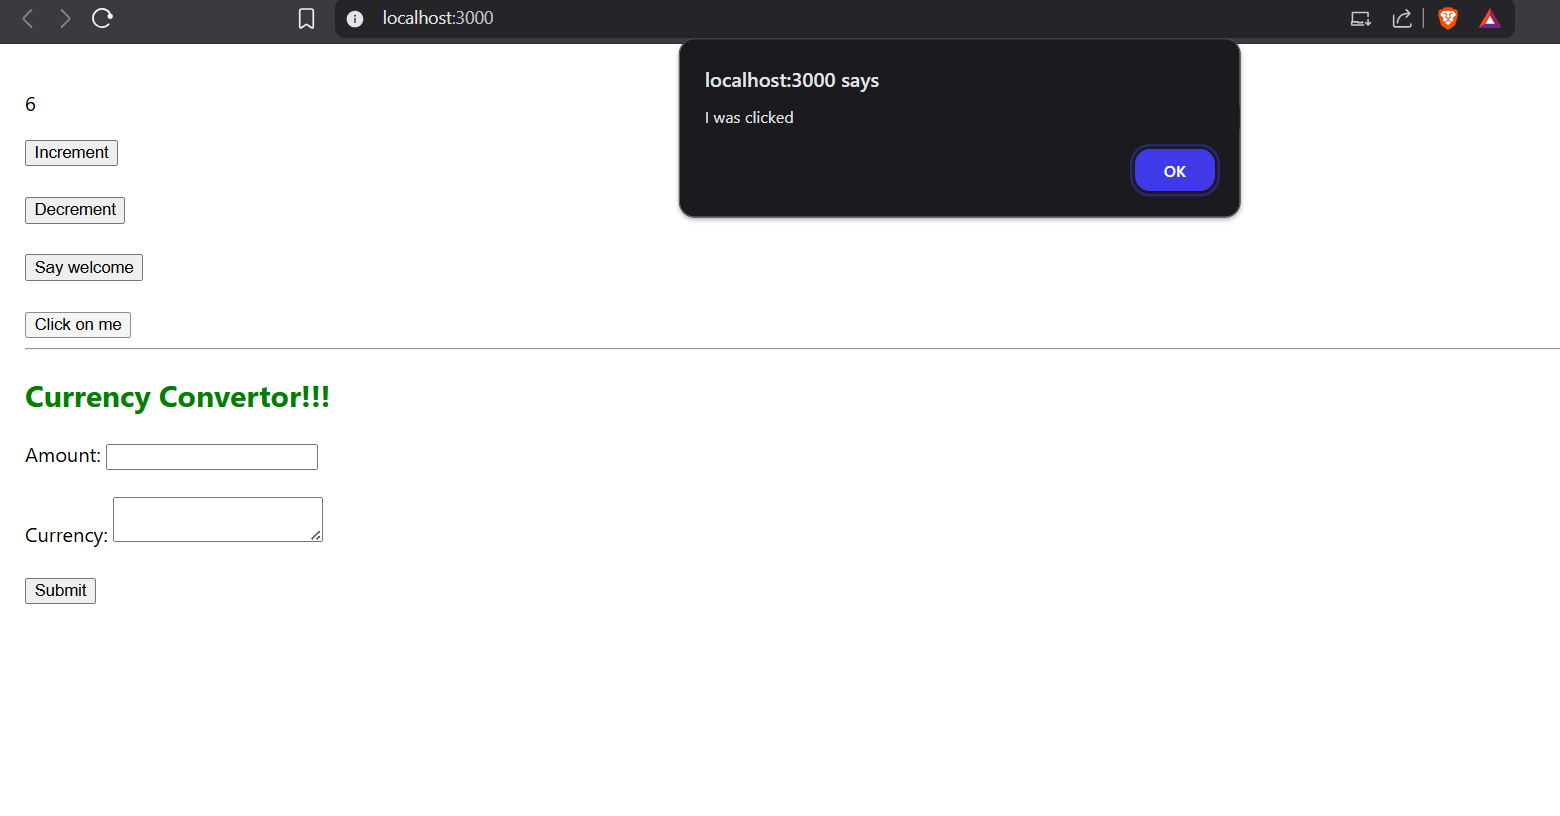 localhost:3000
localhost:3000 says
I was clicked
OK
6
Increment
Decrement
Say welcome
Click on me
Currency Convertor!!!
Amount:
Currency:
Submit